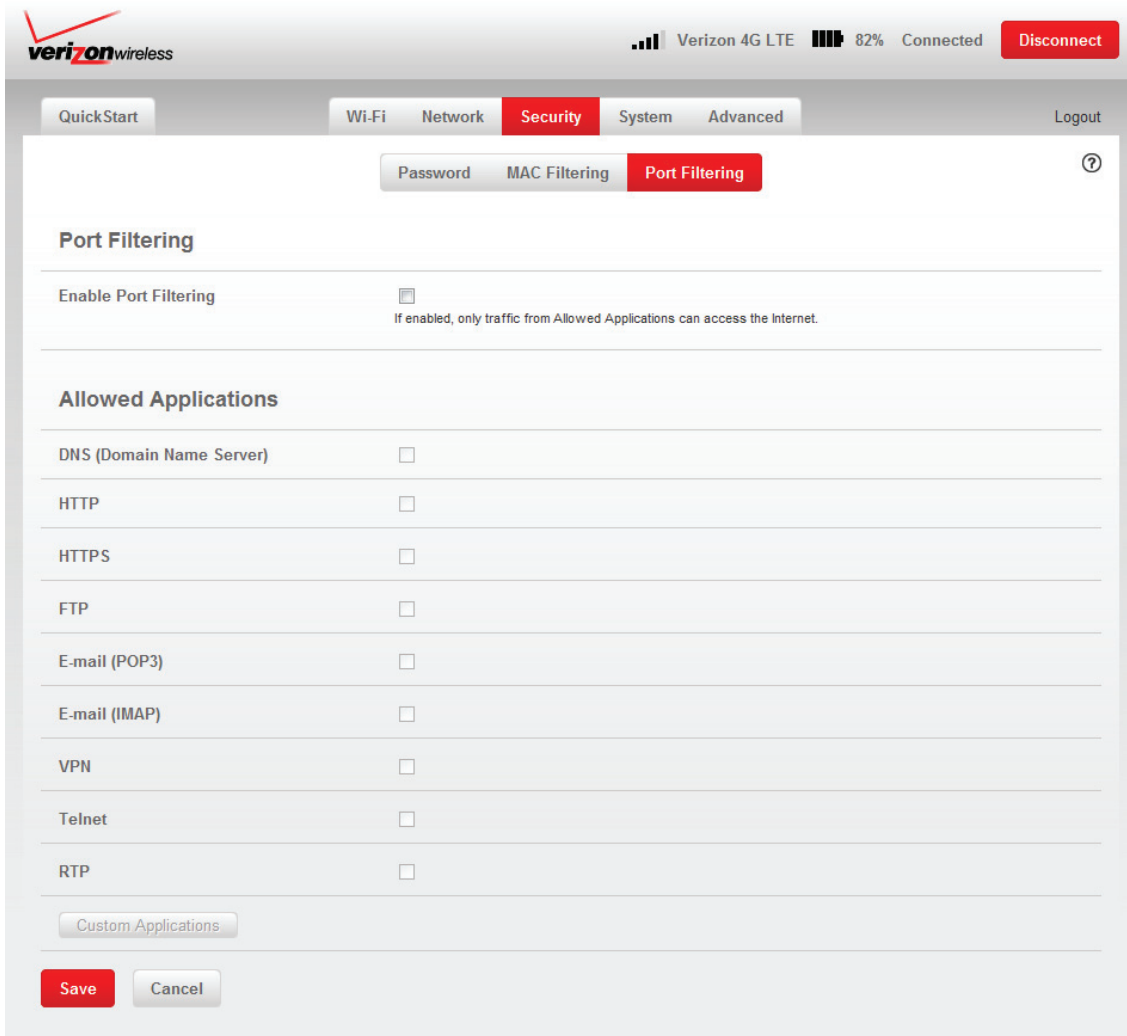 verizonwireless
Verizon 4G LTE 82% Connected Disconnect
QuickStart Wi-Fi Network Security System Advanced Logout
Password MAC Filtering Port Filtering ?
Port Filtering
Enable Port Filtering
If enabled, only traffic from Allowed Applications can access the Internet.
Allowed Applications
DNS (Domain Name Server)
HTTP
HTTPS
FTP
E-mail (POP3)
E-mail (IMAP)
VPN
Telnet
RTP
Custom Applications
Save Cancel